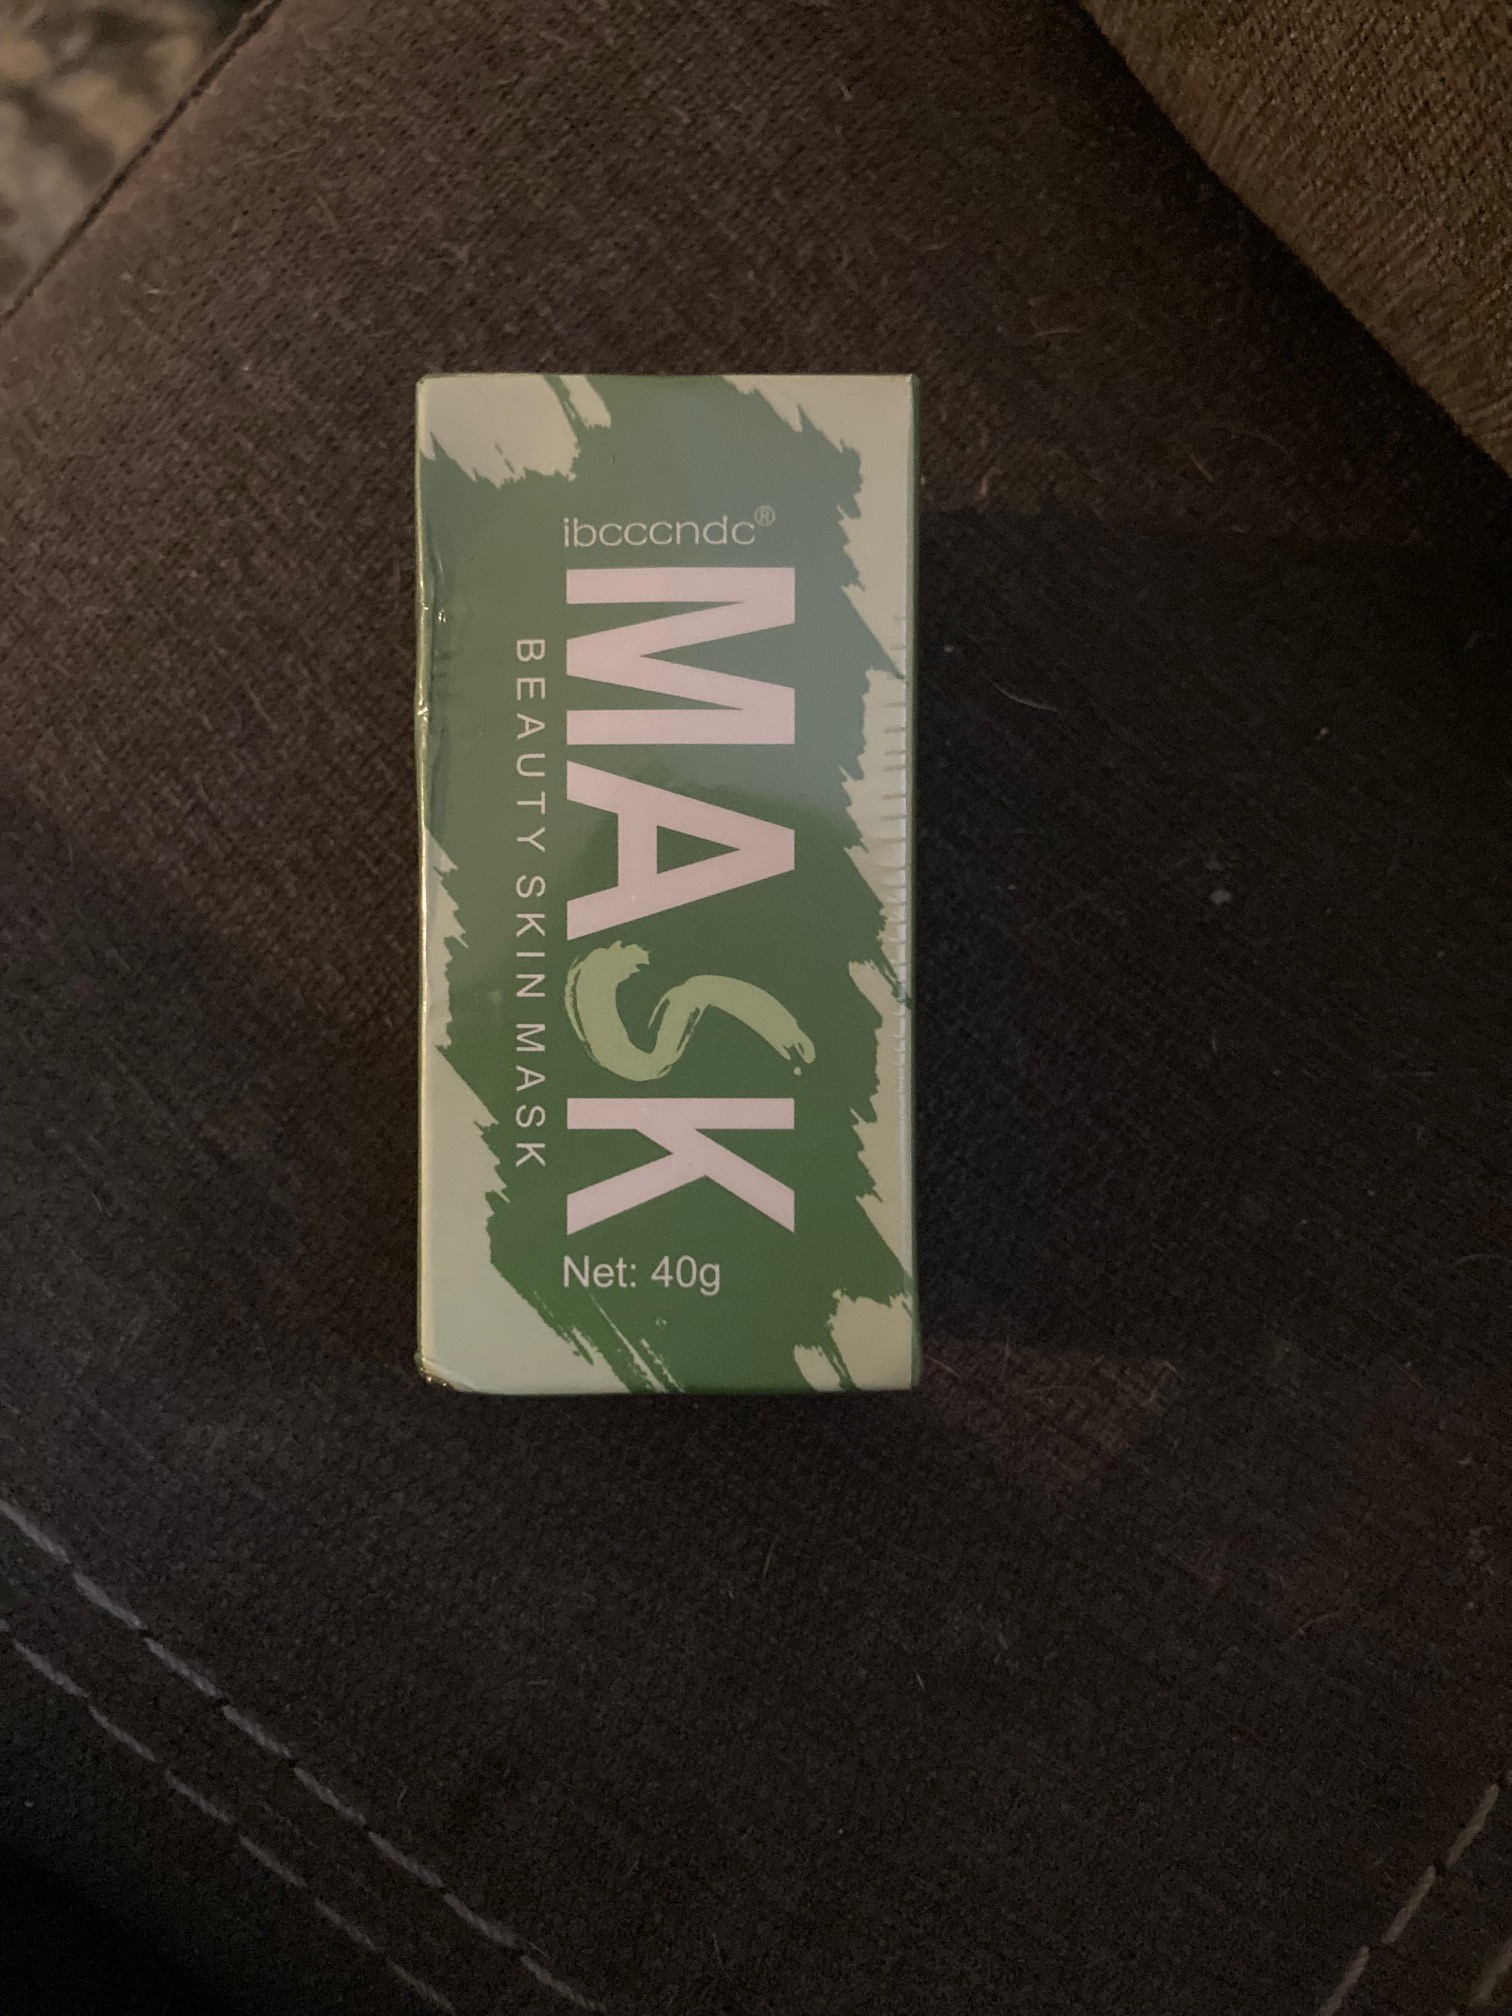 ibcccndc®
MASK
BEAUTY SKIN MASK
Net: 40g